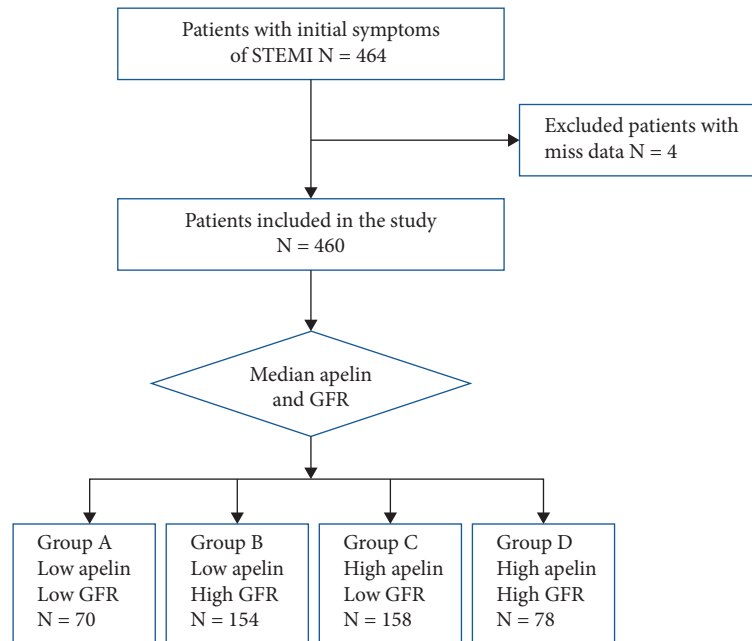 Patients with initial symptoms
of STEMI N = 464
Excluded patients with
miss data N = 4
Patients included in the study
N = 460
Median apelin
and GFR
Group A
Low apelin
Low GFR
N = 70
Group B
Low apelin
High GFR
N = 154
Group C
High apelin
Low GFR
N = 158
Group D
High apelin
High GFR
N = 78